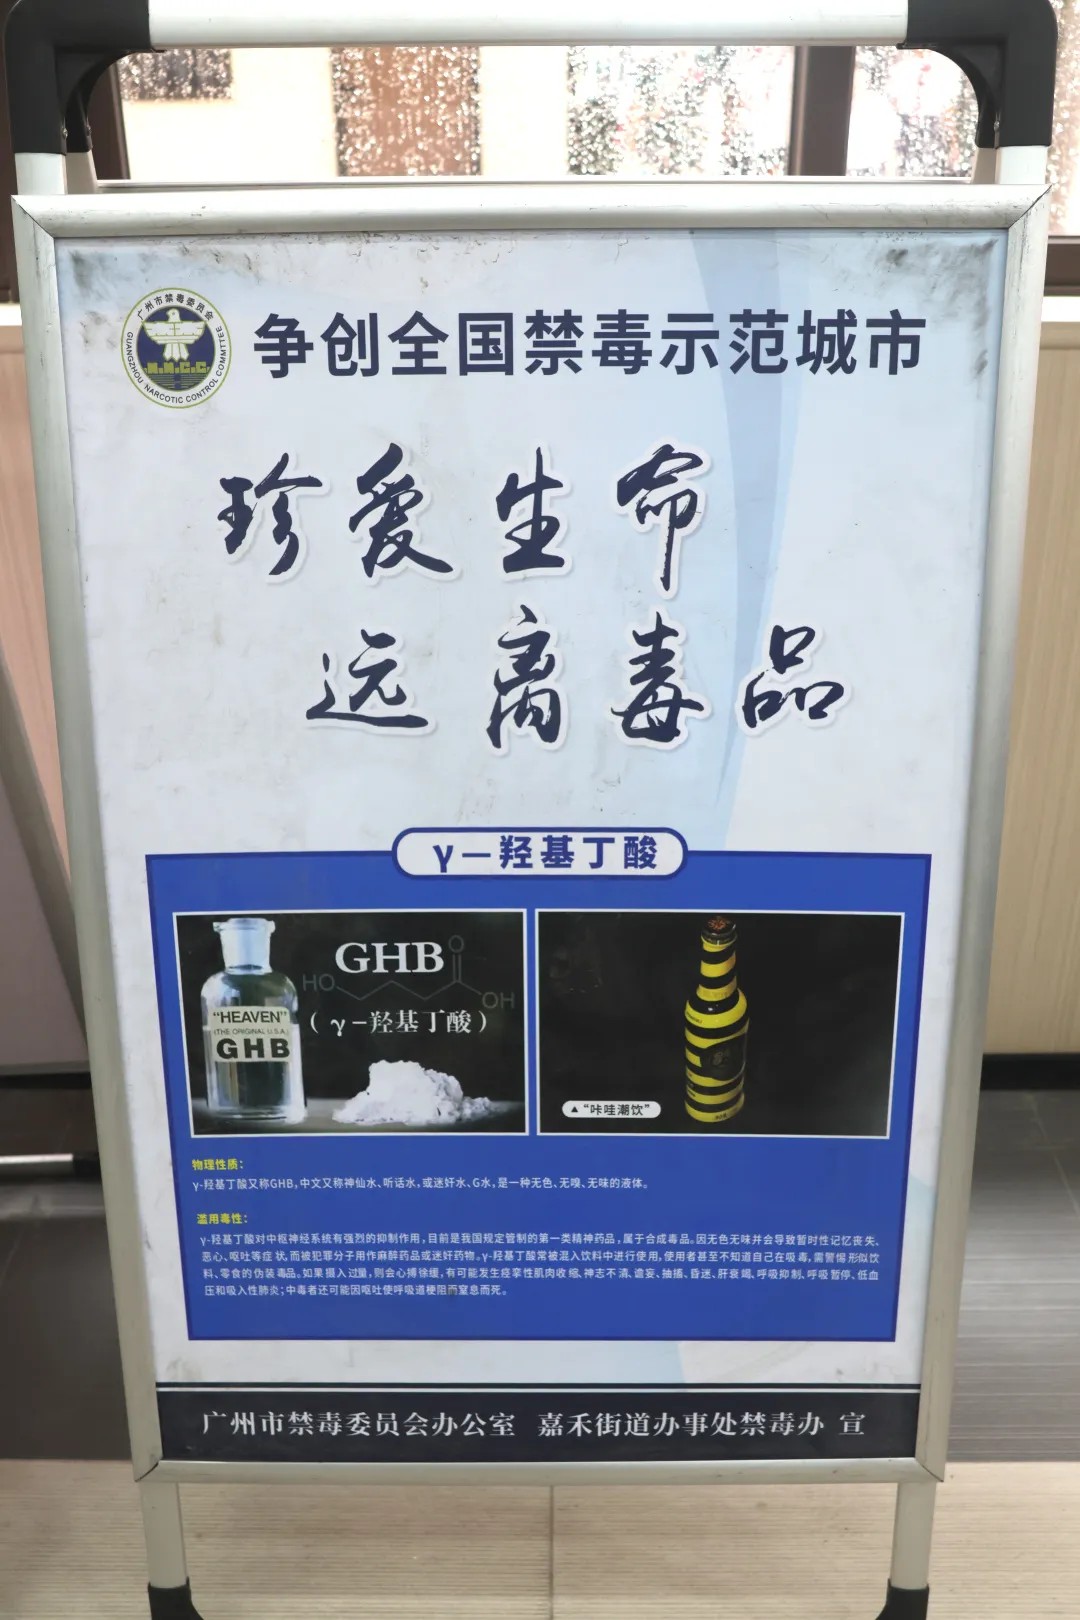 广州市禁毒委员会
N.N.C.C.
GUANGZHOU NARCOTIC CONTROL COMMITTEE
争创全国禁毒示范城市
珍爱生命
远离毒品
γ—羟基丁酸
GHB
HO
O
OH
（γ-羟基丁酸）
"HEAVEN"
(THE ORIGINAL U.S.A.)
GHB
▲"咔哇潮饮"
物理性质：
γ-羟基丁酸又称GHB，中文又称神仙水、听话水，或迷奸水、G水，是一种无色、无嗅、无味的液体。
滥用毒性：
γ-羟基丁酸对中枢神经系统有强烈的抑制作用，目前是我国规定管制的第一类精神药品，属于合成毒品。因无色无味并会导致暂时性记忆丧失、
恶心、呕吐等症状，而被犯罪分子用作麻醉药品或迷奸药物。γ-羟基丁酸常被混入饮料中进行使用，使用者甚至不知道自己在吸毒，需警惕形似饮
料、零食的伪装毒品。如果摄入过量，则会心搏徐缓，有可能发生痉挛性肌肉收缩、神志不清、谵妄、抽搐、昏迷、肝衰竭、呼吸抑制、呼吸暂停、低血
压和吸入性肺炎；中毒者还可能因呕吐使呼吸道梗阻而窒息而死。
广州市禁毒委员会办公室 嘉禾街道办事处禁毒办 宣